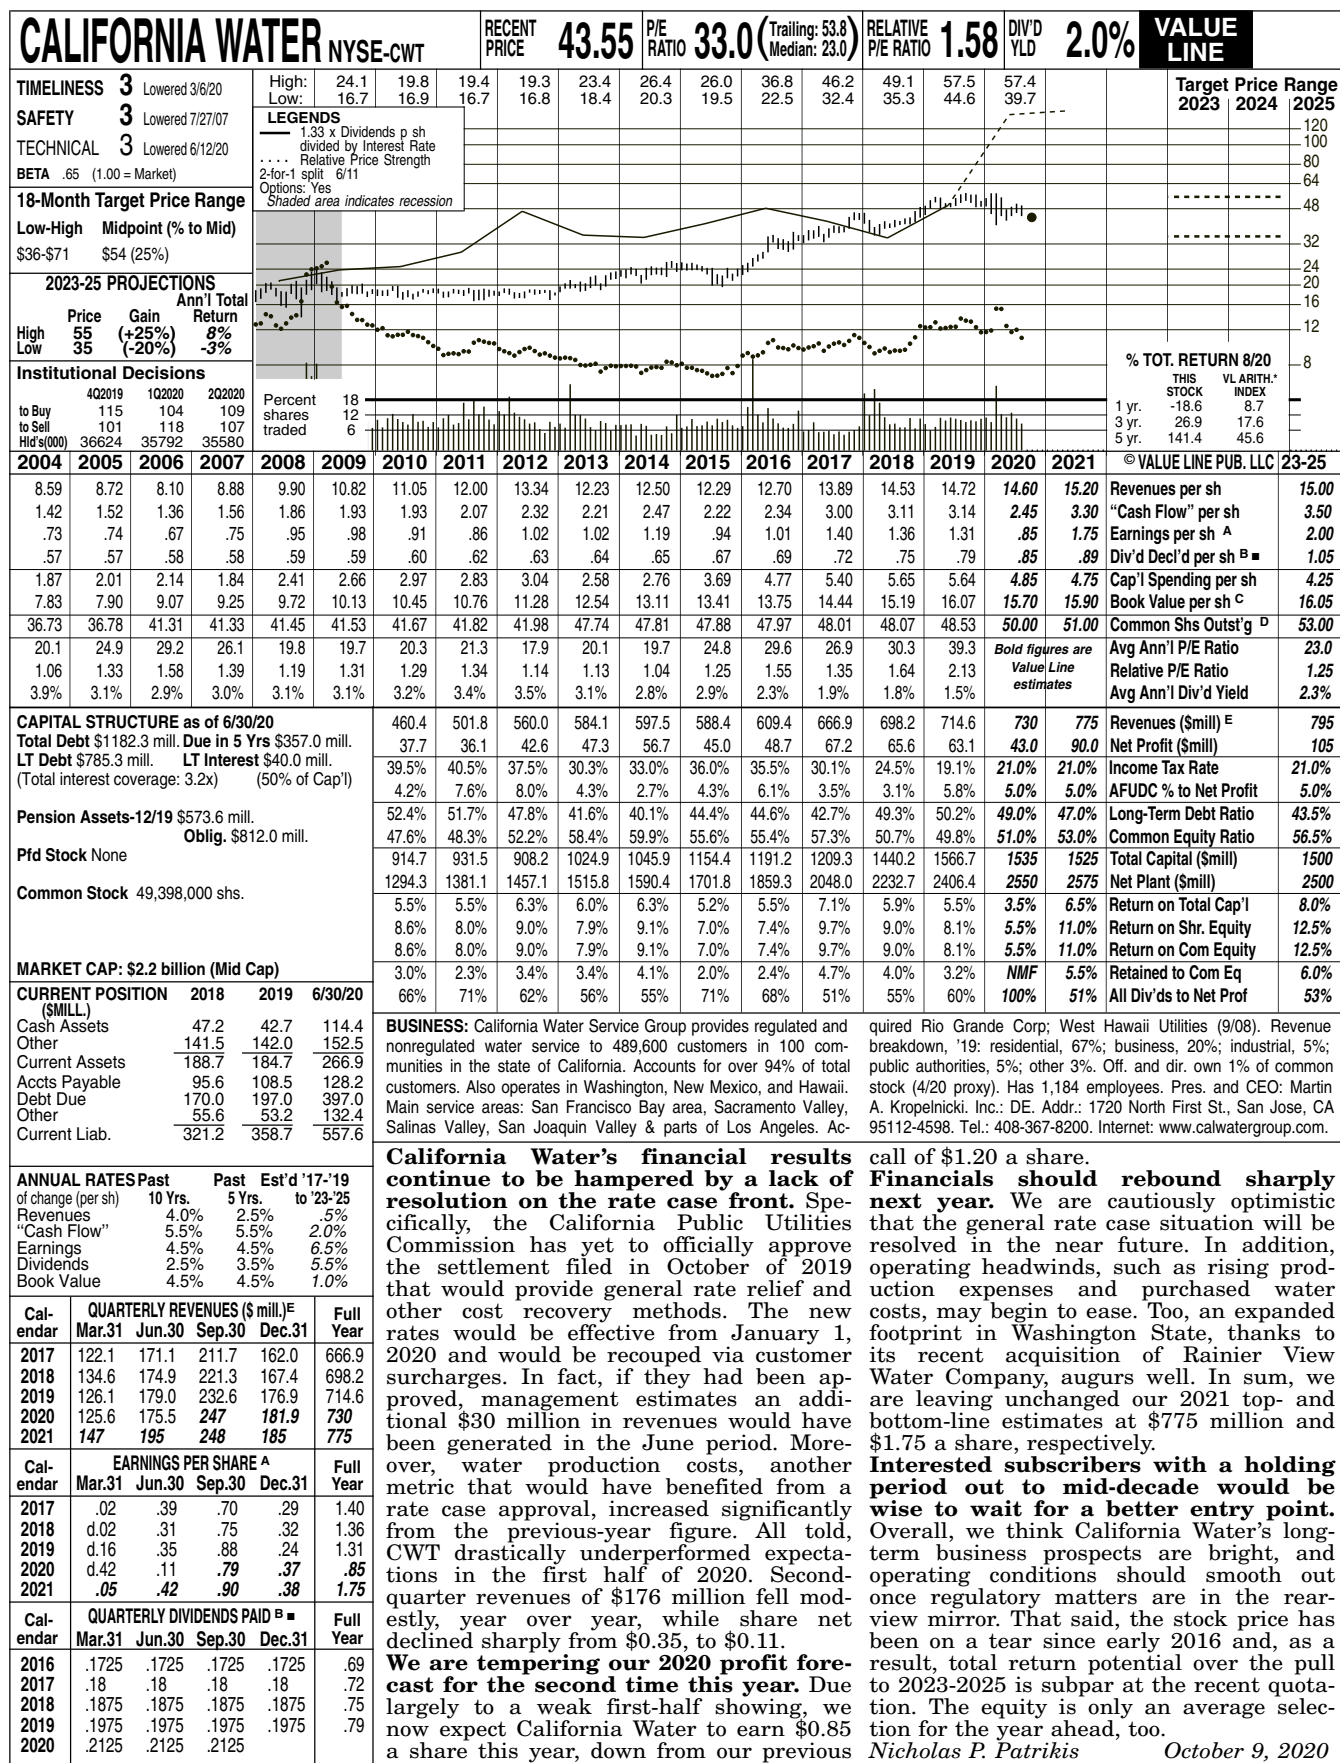 CALIFORNIA WATER NYSE-CWT
RECENT PRICE 43.55 P/E RATIO 33.0 (Trailing: 53.8 Median: 23.0) RELATIVE P/E RATIO 1.58 DIV'D YLD 2.0% VALUE LINE
TIMELINESS 3 Lowered 3/6/20
SAFETY 3 Lowered 7/27/07
TECHNICAL 3 Lowered 6/12/20
BETA .65 (1.00 = Market)
18-Month Target Price Range
Low-High Midpoint (% to Mid)
$36-$71 $54 (25%)
2023-25 PROJECTIONS
Ann'l Total
Price Gain Return
High 55 (+25%) 8%
Low 35 (-20%) -3%
Institutional Decisions
4Q2019 1Q2020 2Q2020
to Buy 115 104 109
to Sell 101 118 107
Hld's(000) 36624 35792 35580
High: 24.1 19.8 19.4 19.3 23.4 26.4 26.0 36.8 46.2 49.1 57.5 57.4
Low: 16.7 16.9 16.7 16.8 18.4 20.3 19.5 22.5 32.4 35.3 44.6 39.7
LEGENDS
1.33 x Dividends p sh
divided by Interest Rate
. . . . Relative Price Strength
2-for-1 split 6/11
Options: Yes
Shaded area indicates recession
Target Price Range
2023 2024 2025
120
100
80
64
48
32
24
20
16
12
8
Percent shares traded
18
12
6
% TOT. RETURN 8/20
THIS STOCK VL ARITH.* INDEX
1 yr. -18.6 8.7
3 yr. 26.9 17.6
5 yr. 141.4 45.6
2004 2005 2006 2007 2008 2009 2010 2011 2012 2013 2014 2015 2016 2017 2018 2019 2020 2021 © VALUE LINE PUB. LLC 23-25
8.59 8.72 8.10 8.88 9.90 10.82 11.05 12.00 13.34 12.23 12.50 12.29 12.70 13.89 14.53 14.72 14.60 15.20 Revenues per sh 15.00
1.42 1.52 1.36 1.56 1.86 1.93 1.93 2.07 2.32 2.21 2.47 2.22 2.34 3.00 3.11 3.14 2.45 3.30 "Cash Flow" per sh 3.50
.73 .74 .67 .75 .95 .98 .91 .86 1.02 1.02 1.19 .94 1.01 1.40 1.36 1.31 .85 1.75 Earnings per sh A 2.00
.57 .57 .58 .58 .59 .59 .60 .62 .63 .64 .65 .67 .69 .72 .75 .79 .85 .89 Div'd Decl'd per sh B ■ 1.05
1.87 2.01 2.14 1.84 2.41 2.66 2.97 2.83 3.04 2.58 2.76 3.69 4.77 5.40 5.65 5.64 4.85 4.75 Cap'l Spending per sh 4.25
7.83 7.90 9.07 9.25 9.72 10.13 10.45 10.76 11.28 12.54 13.11 13.41 13.75 14.44 15.19 16.07 15.70 15.90 Book Value per sh C 16.05
36.73 36.78 41.31 41.33 41.45 41.53 41.67 41.82 41.98 47.74 47.81 47.88 47.97 48.01 48.07 48.53 50.00 51.00 Common Shs Outst'g D 53.00
20.1 24.9 29.2 26.1 19.8 19.7 20.3 21.3 17.9 20.1 19.7 24.8 29.6 26.9 30.3 39.3 Bold figures are Avg Ann'l P/E Ratio 23.0
1.06 1.33 1.58 1.39 1.19 1.31 1.29 1.34 1.14 1.13 1.04 1.25 1.55 1.35 1.64 2.13 Value Line Relative P/E Ratio 1.25
3.9% 3.1% 2.9% 3.0% 3.1% 3.1% 3.2% 3.4% 3.5% 3.1% 2.8% 2.9% 2.3% 1.9% 1.8% 1.5% estimates Avg Ann'l Div'd Yield 2.3%
CAPITAL STRUCTURE as of 6/30/20
Total Debt $1182.3 mill. Due in 5 Yrs $357.0 mill.
LT Debt $785.3 mill. LT Interest $40.0 mill.
(Total interest coverage: 3.2x) (50% of Cap'l)
Pension Assets-12/19 $573.6 mill.
Oblig. $812.0 mill.
Pfd Stock None
Common Stock 49,398,000 shs.
MARKET CAP: $2.2 billion (Mid Cap)
460.4 501.8 560.0 584.1 597.5 588.4 609.4 666.9 698.2 714.6 730 775 Revenues ($mill) E 795
37.7 36.1 42.6 47.3 56.7 45.0 48.7 67.2 65.6 63.1 43.0 90.0 Net Profit ($mill) 105
39.5% 40.5% 37.5% 30.3% 33.0% 36.0% 35.5% 30.1% 24.5% 19.1% 21.0% 21.0% Income Tax Rate 21.0%
4.2% 7.6% 8.0% 4.3% 2.7% 4.3% 6.1% 3.5% 3.1% 5.8% 5.0% 5.0% AFUDC % to Net Profit 5.0%
52.4% 51.7% 47.8% 41.6% 40.1% 44.4% 44.6% 42.7% 49.3% 50.2% 49.0% 47.0% Long-Term Debt Ratio 43.5%
47.6% 48.3% 52.2% 58.4% 59.9% 55.6% 55.4% 57.3% 50.7% 49.8% 51.0% 53.0% Common Equity Ratio 56.5%
914.7 931.5 908.2 1024.9 1045.9 1154.4 1191.2 1209.3 1440.2 1566.7 1535 1525 Total Capital ($mill) 1500
1294.3 1381.1 1457.1 1515.8 1590.4 1701.8 1859.3 2048.0 2232.7 2406.4 2550 2575 Net Plant ($mill) 2500
5.5% 5.5% 6.3% 6.0% 6.3% 5.2% 5.5% 7.1% 5.9% 5.5% 3.5% 6.5% Return on Total Cap'l 8.0%
8.6% 8.0% 9.0% 7.9% 9.1% 7.0% 7.4% 9.7% 9.0% 8.1% 5.5% 11.0% Return on Shr. Equity 12.5%
8.6% 8.0% 9.0% 7.9% 9.1% 7.0% 7.4% 9.7% 9.0% 8.1% 5.5% 11.0% Return on Com Equity 12.5%
3.0% 2.3% 3.4% 3.4% 4.1% 2.0% 2.4% 4.7% 4.0% 3.2% NMF 5.5% Retained to Com Eq 6.0%
66% 71% 62% 56% 55% 71% 68% 51% 55% 60% 100% 51% All Div'ds to Net Prof 53%
CURRENT POSITION 2018 2019 6/30/20
($MILL.)
Cash Assets 47.2 42.7 114.4
Other 141.5 142.0 152.5
Current Assets 188.7 184.7 266.9
Accts Payable 95.6 108.5 128.2
Debt Due 170.0 197.0 397.0
Other 55.6 53.2 132.4
Current Liab. 321.2 358.7 557.6
ANNUAL RATES Past Past Est'd '17-'19
of change (per sh) 10 Yrs. 5 Yrs. to '23-'25
Revenues 4.0% 2.5% .5%
"Cash Flow" 5.5% 5.5% 2.0%
Earnings 4.5% 4.5% 6.5%
Dividends 2.5% 3.5% 5.5%
Book Value 4.5% 4.5% 1.0%
Calendar QUARTERLY REVENUES ($ mill.)E Full Year
Mar.31 Jun.30 Sep.30 Dec.31
2017 122.1 171.1 211.7 162.0 666.9
2018 134.6 174.9 221.3 167.4 698.2
2019 126.1 179.0 232.6 176.9 714.6
2020 125.6 175.5 247 181.9 730
2021 147 195 248 185 775
Calendar EARNINGS PER SHARE A Full Year
Mar.31 Jun.30 Sep.30 Dec.31
2017 .02 .39 .70 .29 1.40
2018 d.02 .31 .75 .32 1.36
2019 d.16 .35 .88 .24 1.31
2020 d.42 .11 .79 .37 .85
2021 .05 .42 .90 .38 1.75
Calendar QUARTERLY DIVIDENDS PAID B ■ Full Year
Mar.31 Jun.30 Sep.30 Dec.31
2016 .1725 .1725 .1725 .1725 .69
2017 .18 .18 .18 .18 .72
2018 .1875 .1875 .1875 .1875 .75
2019 .1975 .1975 .1975 .1975 .79
2020 .2125 .2125 .2125
BUSINESS: California Water Service Group provides regulated and
nonregulated water service to 489,600 customers in 100 com-
munities in the state of California. Accounts for over 94% of total
customers. Also operates in Washington, New Mexico, and Hawaii.
Main service areas: San Francisco Bay area, Sacramento Valley,
Salinas Valley, San Joaquin Valley & parts of Los Angeles. Ac-
quired Rio Grande Corp; West Hawaii Utilities (9/08). Revenue
breakdown, '19: residential, 67%; business, 20%; industrial, 5%;
public authorities, 5%; other 3%. Off. and dir. own 1% of common
stock (4/20 proxy). Has 1,184 employees. Pres. and CEO: Martin
A. Kropelnicki. Inc.: DE. Addr.: 1720 North First St., San Jose, CA
95112-4598. Tel.: 408-367-8200. Internet: www.calwatergroup.com.
California Water's financial results
continue to be hampered by a lack of
resolution on the rate case front. Spe-
cifically, the California Public Utilities
Commission has yet to officially approve
the settlement filed in October of 2019
that would provide general rate relief and
other cost recovery methods. The new
rates would be effective from January 1,
2020 and would be recouped via customer
surcharges. In fact, if they had been ap-
proved, management estimates an addi-
tional $30 million in revenues would have
been generated in the June period. More-
over, water production costs, another
metric that would have benefited from a
rate case approval, increased significantly
from the previous-year figure. All told,
CWT drastically underperformed expecta-
tions in the first half of 2020. Second-
quarter revenues of $176 million fell mod-
estly, year over year, while share net
declined sharply from $0.35, to $0.11.
We are tempering our 2020 profit fore-
cast for the second time this year. Due
largely to a weak first-half showing, we
now expect California Water to earn $0.85
a share this year, down from our previous
call of $1.20 a share.
Financials should rebound sharply
next year. We are cautiously optimistic
that the general rate case situation will be
resolved in the near future. In addition,
operating headwinds, such as rising prod-
uction expenses and purchased water
costs, may begin to ease. Too, an expanded
footprint in Washington State, thanks to
its recent acquisition of Rainier View
Water Company, augurs well. In sum, we
are leaving unchanged our 2021 top- and
bottom-line estimates at $775 million and
$1.75 a share, respectively.
Interested subscribers with a holding
period out to mid-decade would be
wise to wait for a better entry point.
Overall, we think California Water's long-
term business prospects are bright, and
operating conditions should smooth out
once regulatory matters are in the rear-
view mirror. That said, the stock price has
been on a tear since early 2016 and, as a
result, total return potential over the pull
to 2023-2025 is subpar at the recent quota-
tion. The equity is only an average selec-
tion for the year ahead, too.
Nicholas P. Patrikis October 9, 2020